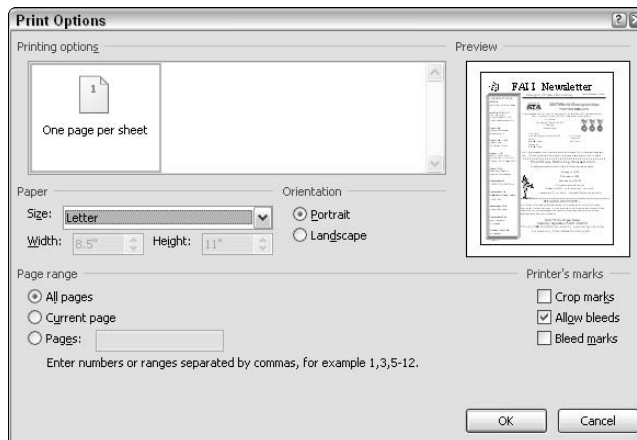 Print Options
Printing options
Preview
1
One page per sheet
FALL Newsletter
Paper
Orientation
Size: Letter
Portrait
Width: 8.5" Height: 11"
Landscape
Page range
Printer's marks
All pages
Crop marks
Current page
Allow bleeds
Pages:
Bleed marks
Enter numbers or ranges separated by commas, for example 1,3,5-12.
OK
Cancel